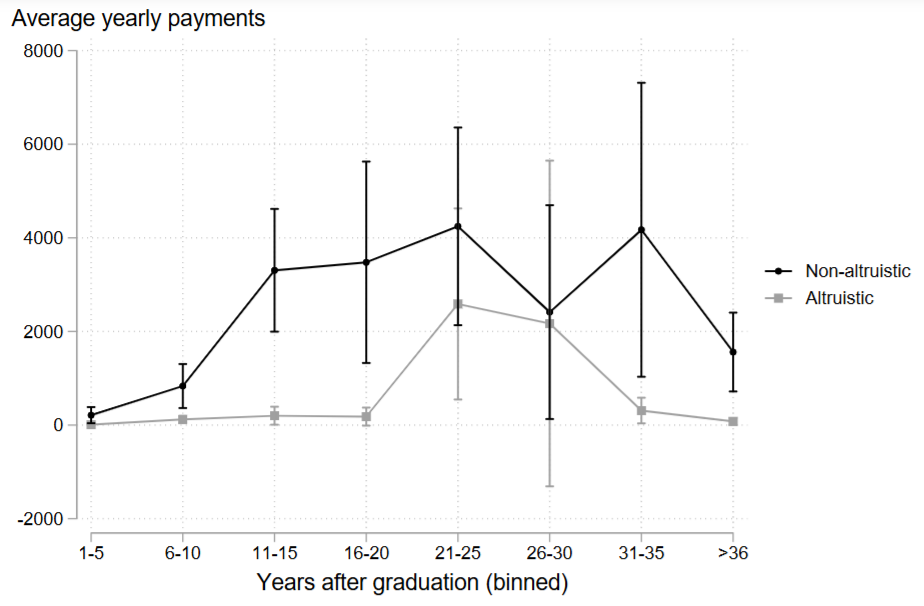 Average yearly payments
8000
6000
4000
2000
0
-2000
1-5 6-10 11-15 16-20 21-25 26-30 31-35 >36
Years after graduation (binned)
Non-altruistic
Altruistic